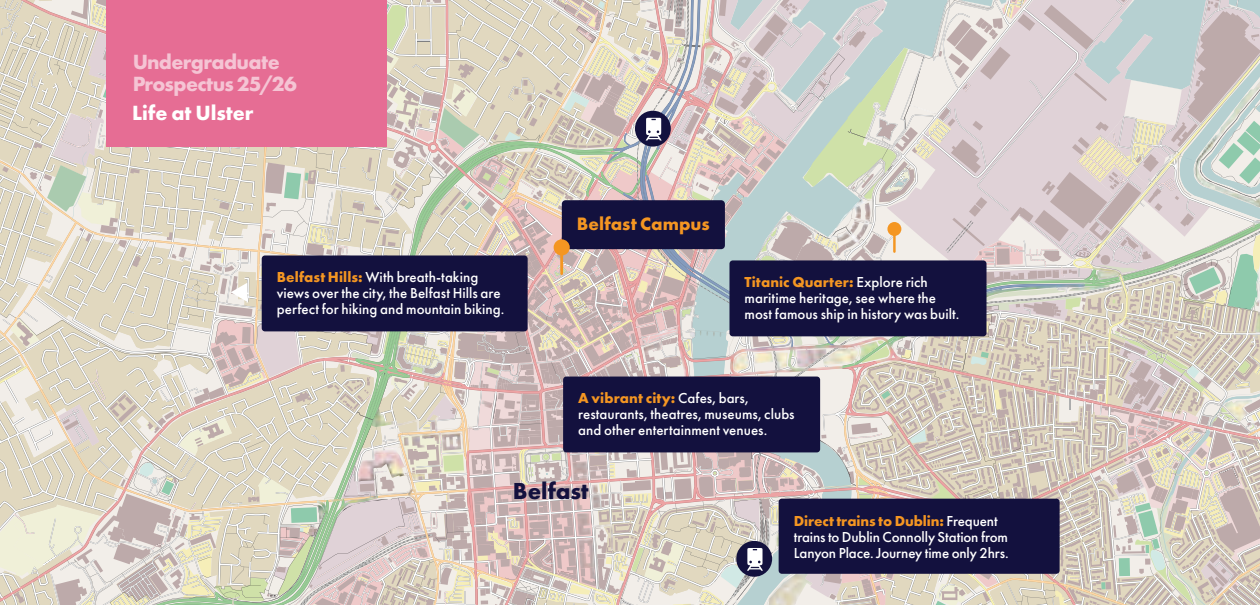 Undergraduate
Prospectus 25/26
Life at Ulster
Belfast Campus
Belfast Hills: With breath-taking
views over the city, the Belfast Hills are
perfect for hiking and mountain biking.
Titanic Quarter: Explore rich
maritime heritage, see where the
most famous ship in history was built.
A vibrant city: Cafes, bars,
restaurants, theatres, museums, clubs
and other entertainment venues.
Belfast
Direct trains to Dublin: Frequent
trains to Dublin Connolly Station from
Lanyon Place. Journey time only 2hrs.